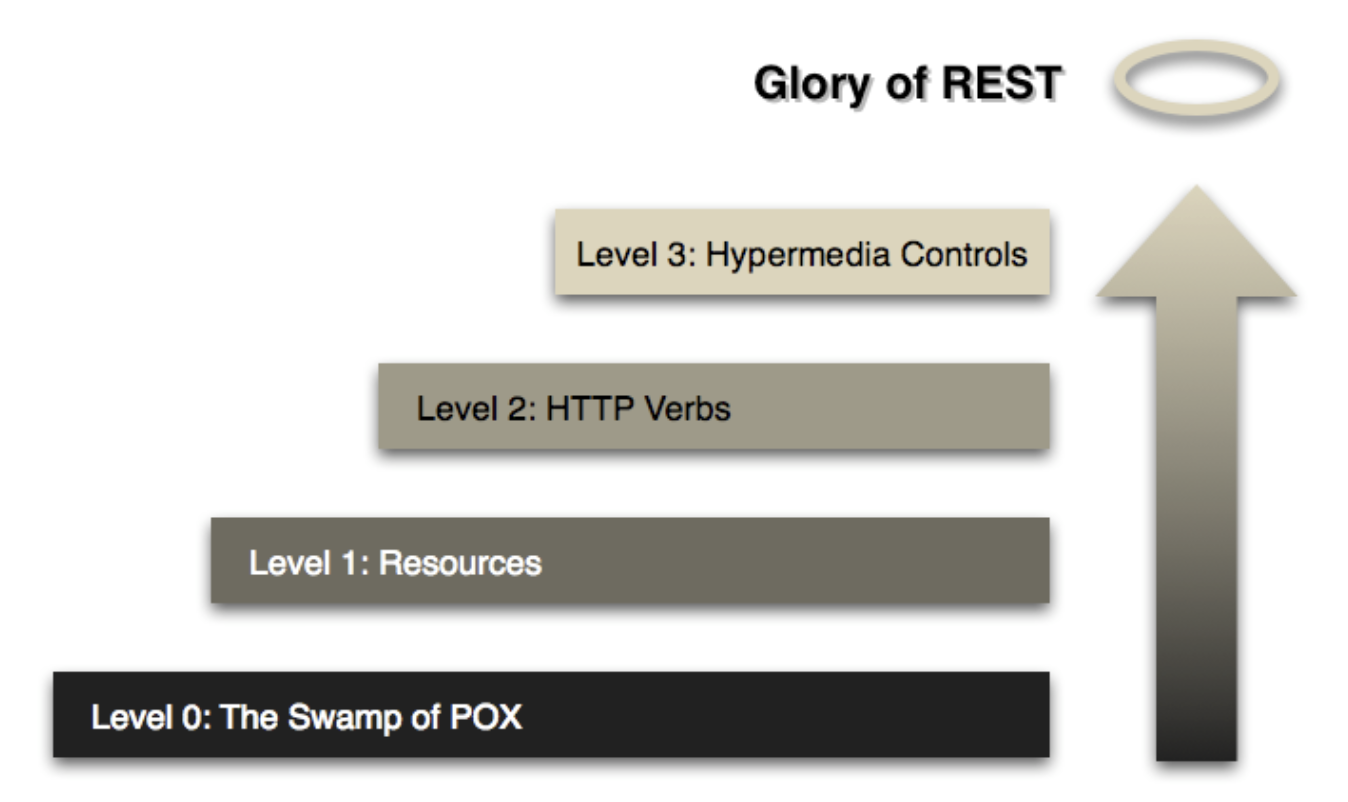 Glory of REST
Level 3: Hypermedia Controls
Level 2: HTTP Verbs
Level 1: Resources
Level 0: The Swamp of POX